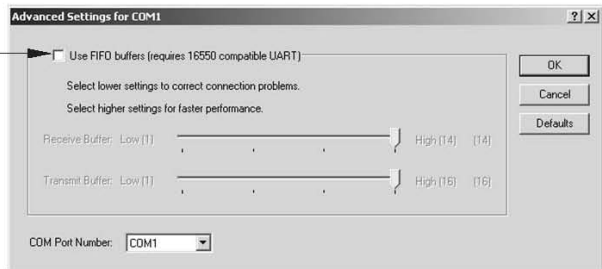 Advanced Settings for COM1
Use FIFO buffers (requires 16550 compatible UART)
OK
Select lower settings to correct connection problems.
Cancel
Select higher settings for faster performance.
Defaults
Receive Buffer: Low (1) High (14) (14)
Transmit Buffer: Low (1) High (16) (16)
COM Port Number: COM1